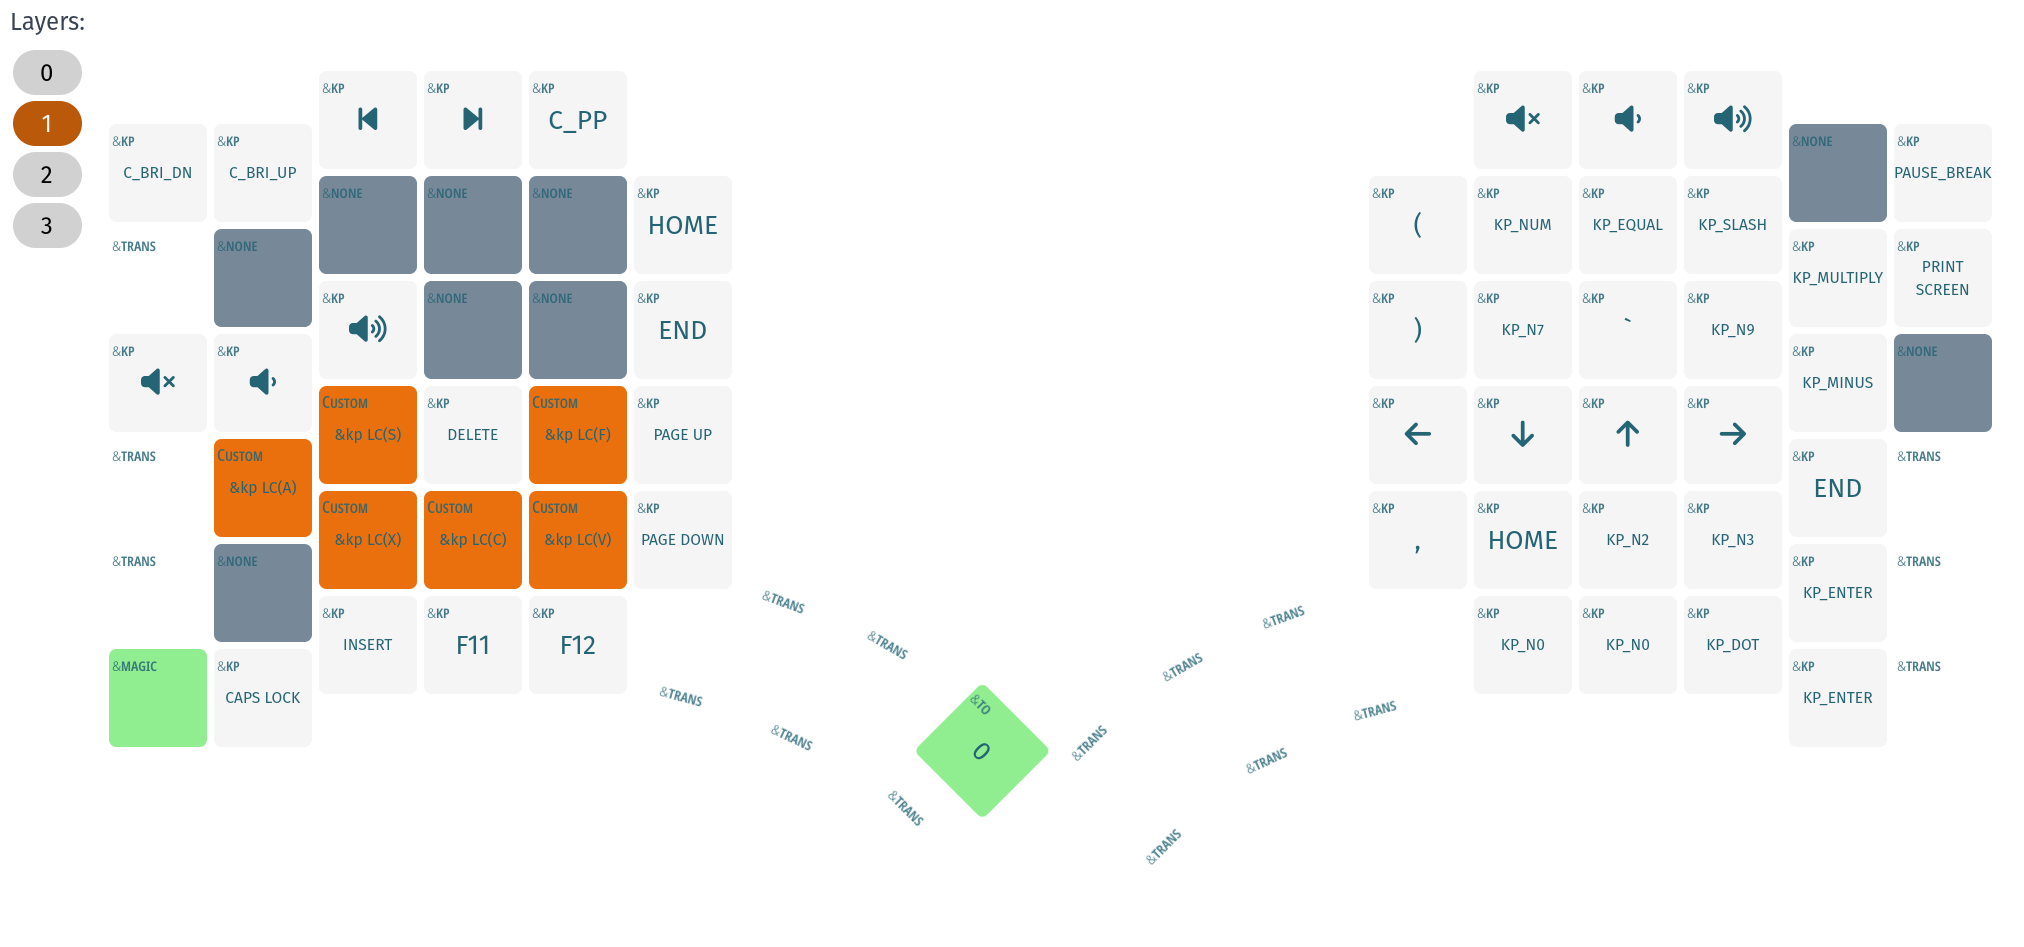 Layers:
0
1
2
3
&KP
&KP
&KP
C_PP
&KP
C_BRI_DN
&KP
C_BRI_UP
&NONE
&NONE
&NONE
&KP
HOME
&TRANS
&NONE
&KP
&NONE
&NONE
&KP
END
&KP
&KP
Custom
&kp LC(S)
&KP
DELETE
Custom
&kp LC(F)
&KP
PAGE UP
&TRANS
Custom
&kp LC(A)
Custom
&kp LC(X)
Custom
&kp LC(C)
Custom
&kp LC(V)
&KP
PAGE DOWN
&TRANS
&NONE
&KP
INSERT
&KP
F11
&KP
F12
&MAGIC
&KP
CAPS LOCK
&TRANS
&TRANS
&TRANS
&TRANS
&TRANS
&TO
0
&KP
&KP
&KP
&NONE
&KP
PAUSE_BREAK
&KP
(
&KP
KP_NUM
&KP
KP_EQUAL
&KP
KP_SLASH
&KP
KP_MULTIPLY
&KP
PRINT
SCREEN
&KP
)
&KP
KP_N7
&KP
`
&KP
KP_N9
&KP
KP_MINUS
&NONE
&KP
&KP
&KP
&KP
&KP
END
&TRANS
&KP
,
&KP
HOME
&KP
KP_N2
&KP
KP_N3
&KP
KP_ENTER
&TRANS
&KP
KP_N0
&KP
KP_N0
&KP
KP_DOT
&KP
KP_ENTER
&TRANS
&TRANS
&TRANS
&TRANS
&TRANS
&TRANS
&TRANS